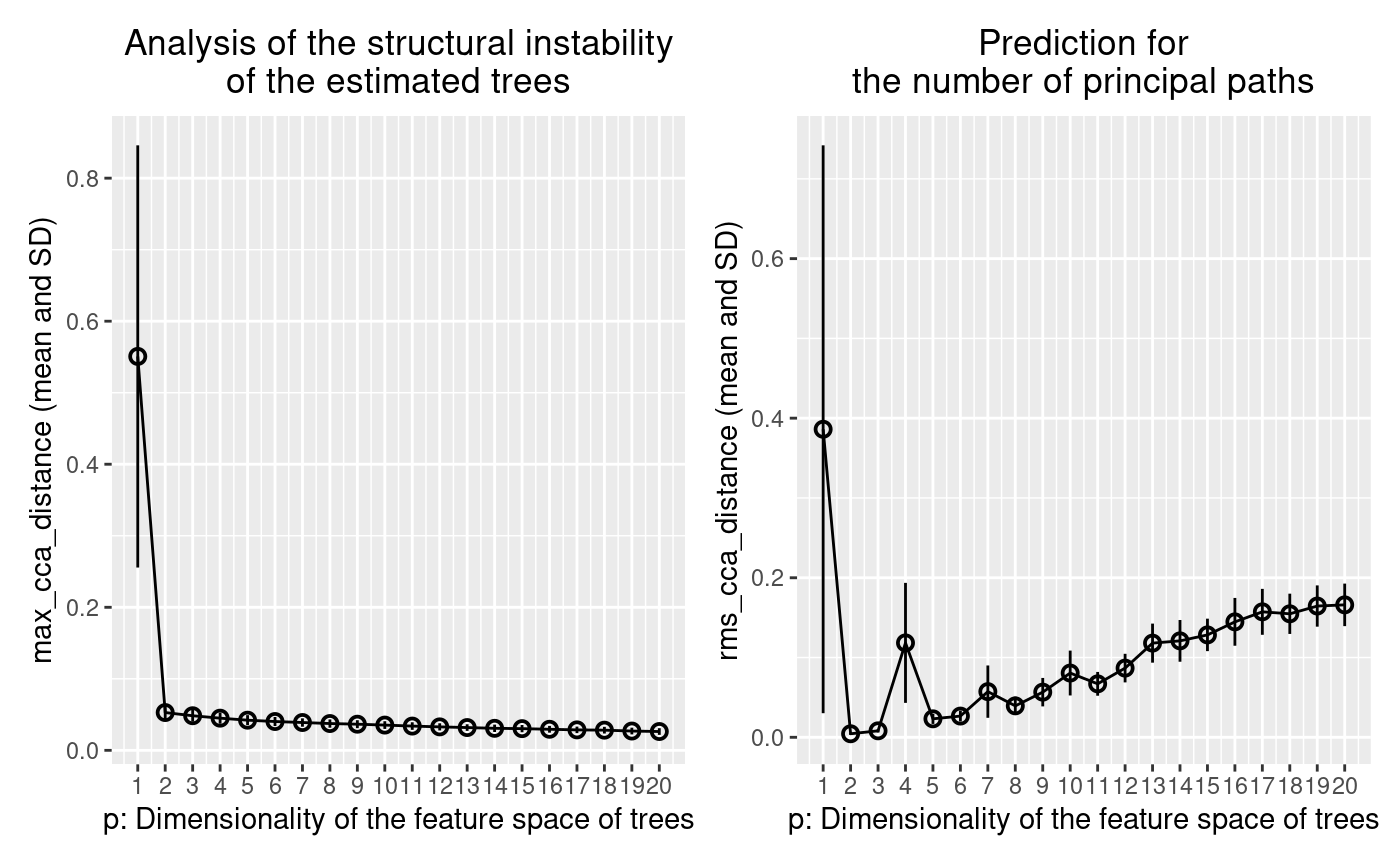 Analysis of the structural instability
of the estimated trees
max_cca_distance (mean and SD)
0.8
0.6
0.4
0.2
0.0
1 2 3 4 5 6 7 8 9 10 11 12 13 14 15 16 17 18 19 20
p: Dimensionality of the feature space of trees
Prediction for
the number of principal paths
rms_cca_distance (mean and SD)
0.6
0.4
0.2
0.0
1 2 3 4 5 6 7 8 9 10 11 12 13 14 15 16 17 18 19 20
p: Dimensionality of the feature space of trees